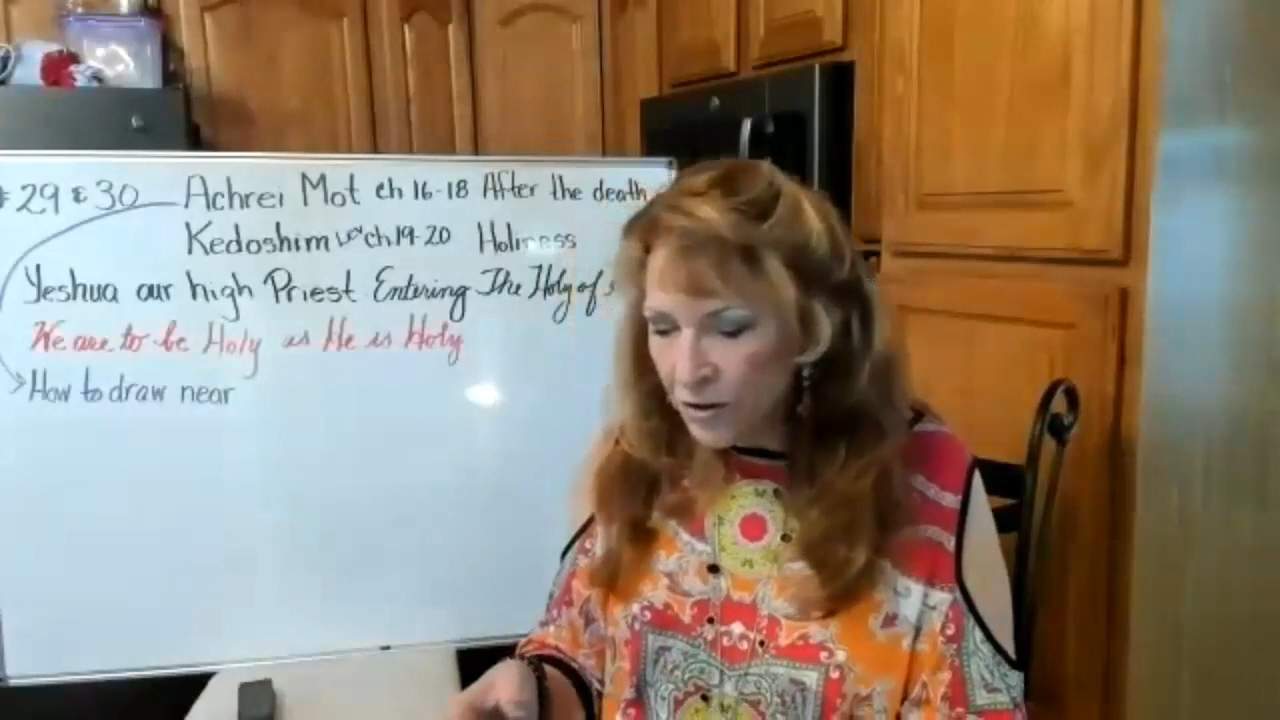 #29 & 30 Achrei Mot ch 16-18 After the death
Kedoshim Lev ch 19-20 Holiness
Yeshua our high Priest Entering The Holy of
We are to be Holy as He is Holy
How to draw near